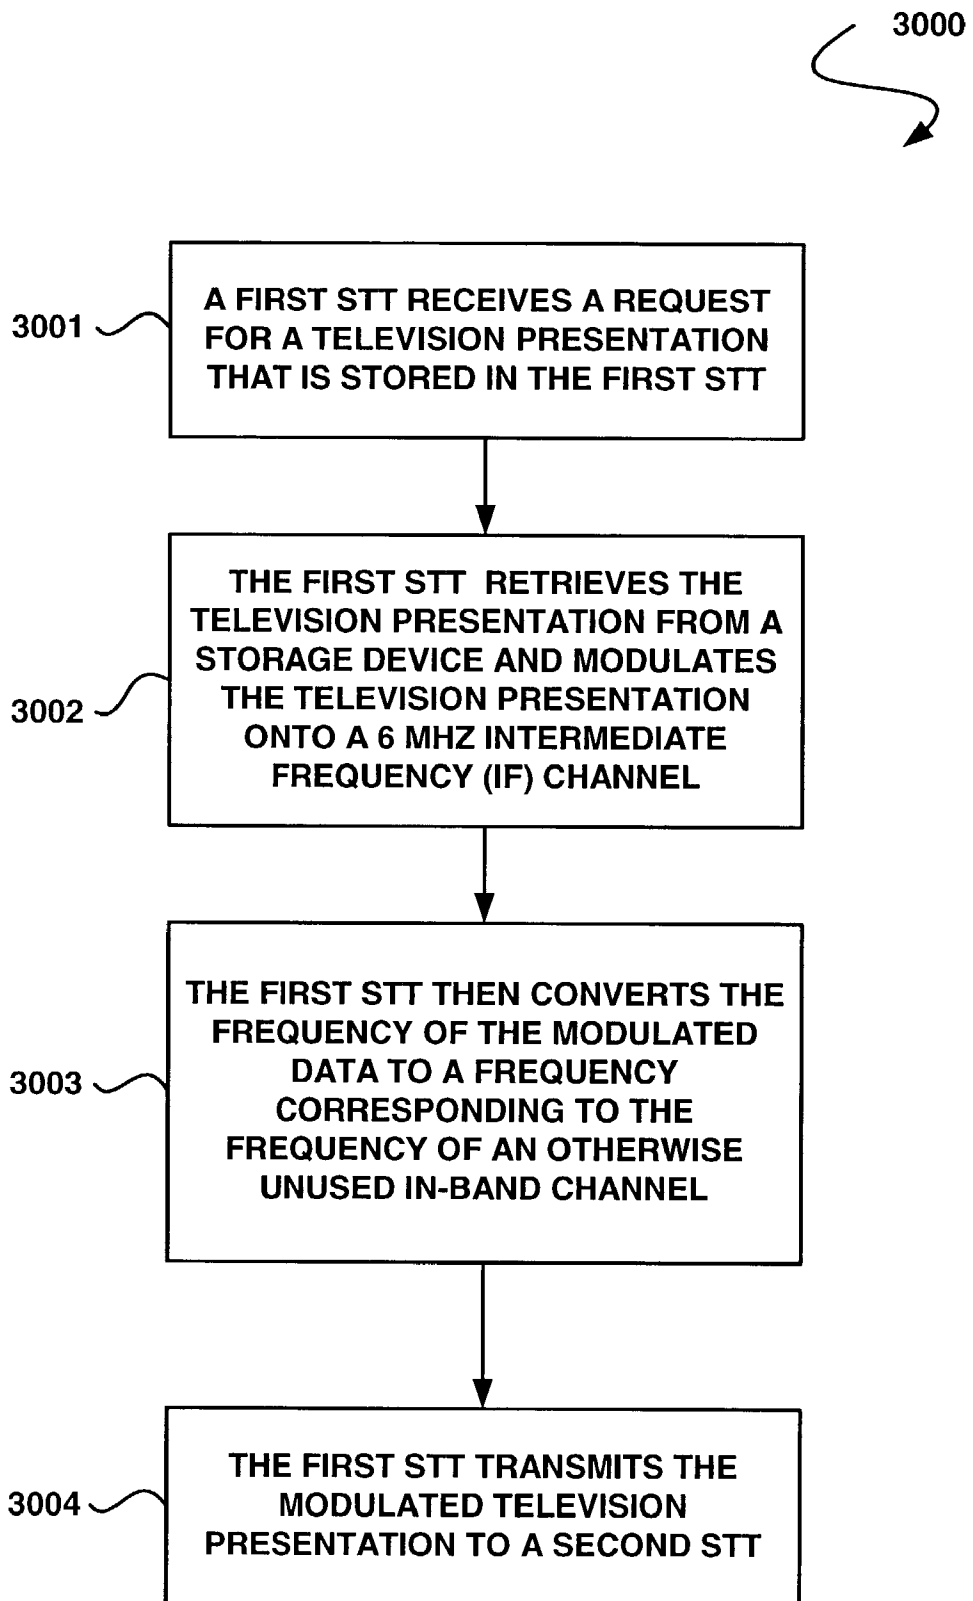 3000
3001
A FIRST STT RECEIVES A REQUEST
FOR A TELEVISION PRESENTATION
THAT IS STORED IN THE FIRST STT
3002
THE FIRST STT RETRIEVES THE
TELEVISION PRESENTATION FROM A
STORAGE DEVICE AND MODULATES
THE TELEVISION PRESENTATION
ONTO A 6 MHZ INTERMEDIATE
FREQUENCY (IF) CHANNEL
3003
THE FIRST STT THEN CONVERTS THE
FREQUENCY OF THE MODULATED
DATA TO A FREQUENCY
CORRESPONDING TO THE
FREQUENCY OF AN OTHERWISE
UNUSED IN-BAND CHANNEL
3004
THE FIRST STT TRANSMITS THE
MODULATED TELEVISION
PRESENTATION TO A SECOND STT